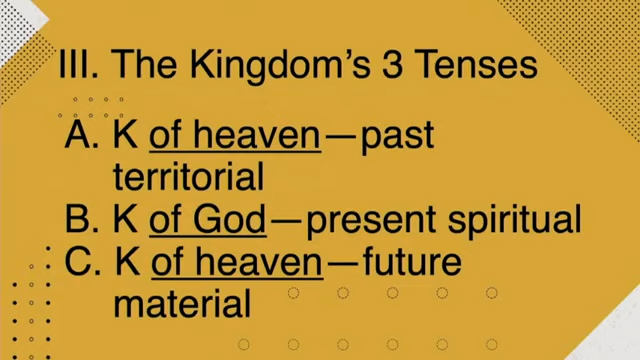 III. The Kingdom's 3 Tenses
A. K of heaven—past
territorial
B. K of God—present spiritual
C. K of heaven—future
material